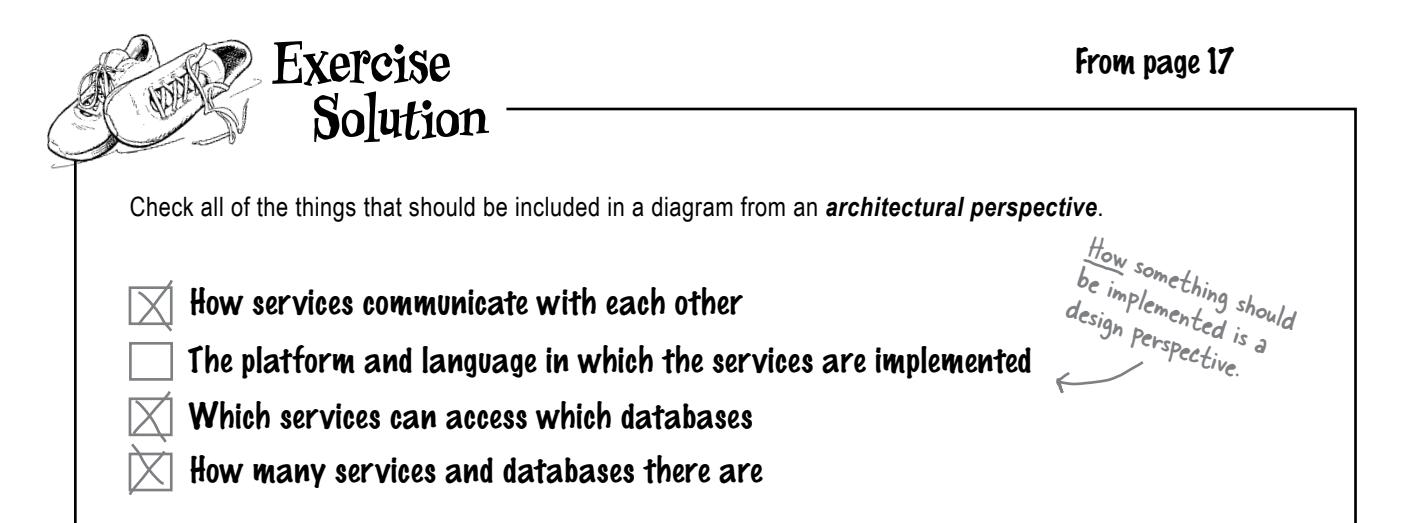 Exercise
Solution
From page 17
Check all of the things that should be included in a diagram from an architectural perspective.
How services communicate with each other
The platform and language in which the services are implemented
Which services can access which databases
How many services and databases there are
How something should
be implemented is a
design perspective.